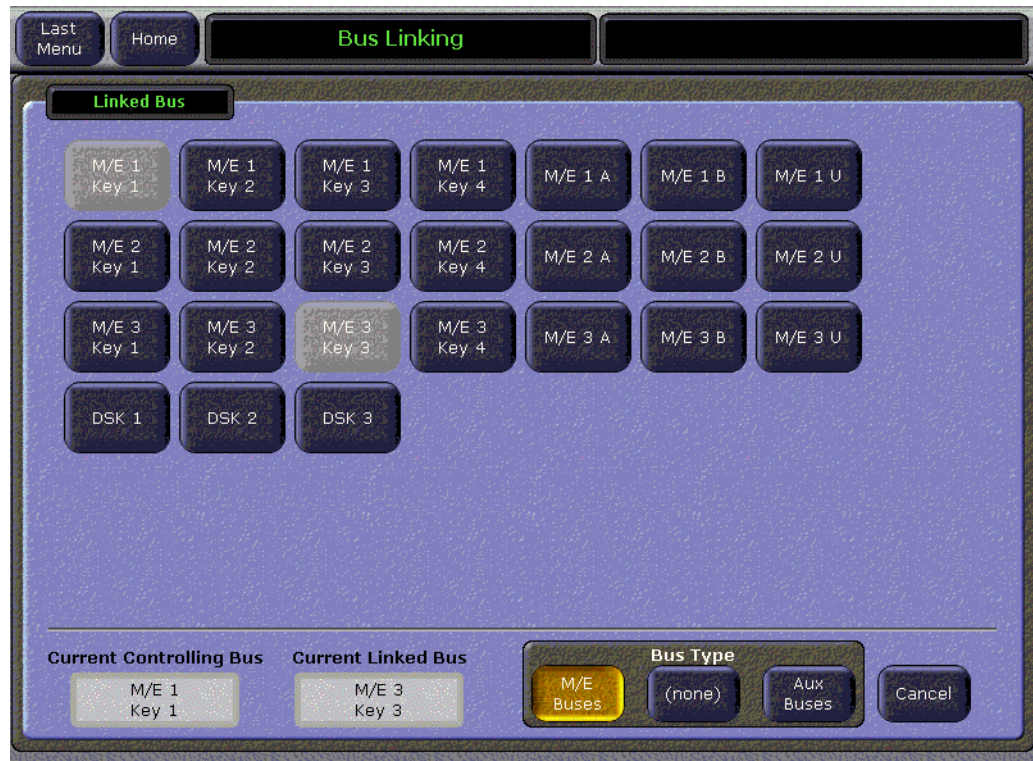 Last
Menu
Home
Bus Linking
Linked Bus
M/E 1
Key 1
M/E 1
Key 2
M/E 1
Key 3
M/E 1
Key 4
M/E 1 A
M/E 1 B
M/E 1 U
M/E 2
Key 1
M/E 2
Key 2
M/E 2
Key 3
M/E 2
Key 4
M/E 2 A
M/E 2 B
M/E 2 U
M/E 3
Key 1
M/E 3
Key 2
M/E 3
Key 3
M/E 3
Key 4
M/E 3 A
M/E 3 B
M/E 3 U
DSK 1
DSK 2
DSK 3
Current Controlling Bus
M/E 1
Key 1
Current Linked Bus
M/E 3
Key 3
Bus Type
M/E
Buses
(none)
Aux
Buses
Cancel